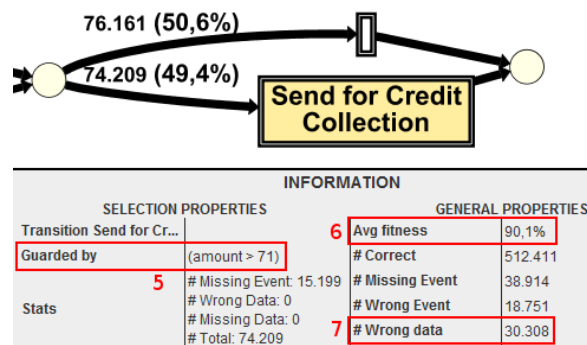 76.161 (50,6%)
74.209 (49,4%)
Send for Credit
Collection
INFORMATION
SELECTION PROPERTIES
GENERAL PROPERTIES
Transition Send for Cr...
6 Avg fitness 90,1%
Guarded by (amount > 71)
# Correct 512.411
5
Stats
# Missing Event: 15.199
# Wrong Data: 0
# Missing Data: 0
# Total: 74.209
# Missing Event 38.914
# Wrong Event 18.751
7 # Wrong data 30.308